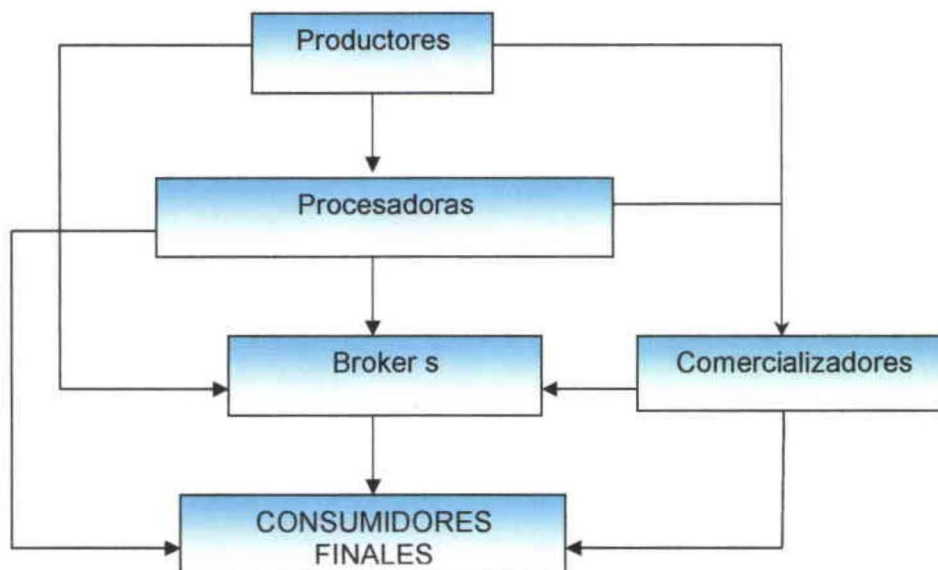 Productores
Procesadoras
Broker s
Comercializadores
CONSUMIDORES
FINALES